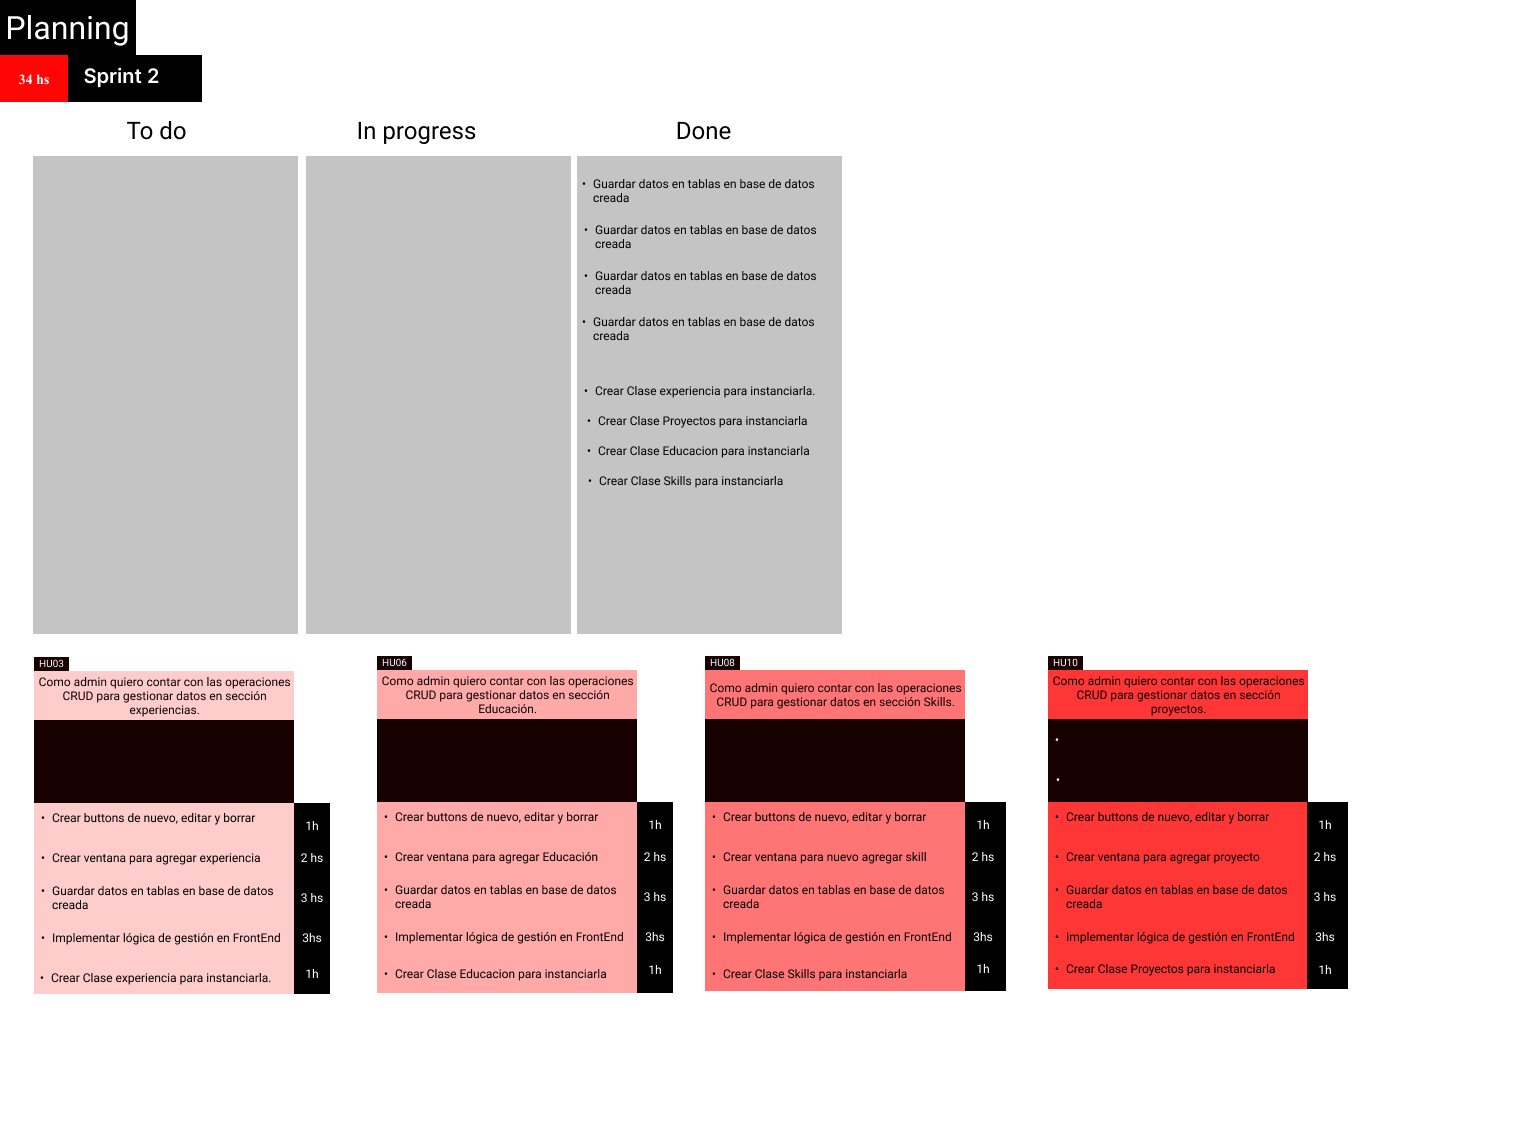 Planning
34 hs
Sprint 2
To do
In progress
Done
• Guardar datos en tablas en base de datos
creada
• Guardar datos en tablas en base de datos
creada
• Guardar datos en tablas en base de datos
creada
• Guardar datos en tablas en base de datos
creada
• Crear Clase experiencia para instanciarla.
• Crear Clase Proyectos para instanciarla
• Crear Clase Educacion para instanciarla
• Crear Clase Skills para instanciarla
HU03
Como admin quiero contar con las operaciones
CRUD para gestionar datos en sección
experiencias.
• Crear buttons de nuevo, editar y borrar
1h
• Crear ventana para agregar experiencia
2 hs
• Guardar datos en tablas en base de datos
creada
3 hs
• Implementar lógica de gestión en FrontEnd
3hs
• Crear Clase experiencia para instanciarla.
1h
HU06
Como admin quiero contar con las operaciones
CRUD para gestionar datos en sección
Educación.
• Crear buttons de nuevo, editar y borrar
1h
• Crear ventana para agregar Educación
2 hs
• Guardar datos en tablas en base de datos
creada
3 hs
• Implementar lógica de gestión en FrontEnd
3hs
• Crear Clase Educacion para instanciarla
1h
HU08
Como admin quiero contar con las operaciones
CRUD para gestionar datos en sección Skills.
• Crear buttons de nuevo, editar y borrar
1h
• Crear ventana para nuevo agregar skill
2 hs
• Guardar datos en tablas en base de datos
creada
3 hs
• Implementar lógica de gestión en FrontEnd
3hs
• Crear Clase Skills para instanciarla
1h
HU10
Como admin quiero contar con las operaciones
CRUD para gestionar datos en sección
proyectos.
• Crear buttons de nuevo, editar y borrar
1h
• Crear ventana para agregar proyecto
2 hs
• Guardar datos en tablas en base de datos
creada
3 hs
• Implementar lógica de gestión en FrontEnd
3hs
• Crear Clase Proyectos para instanciarla
1h